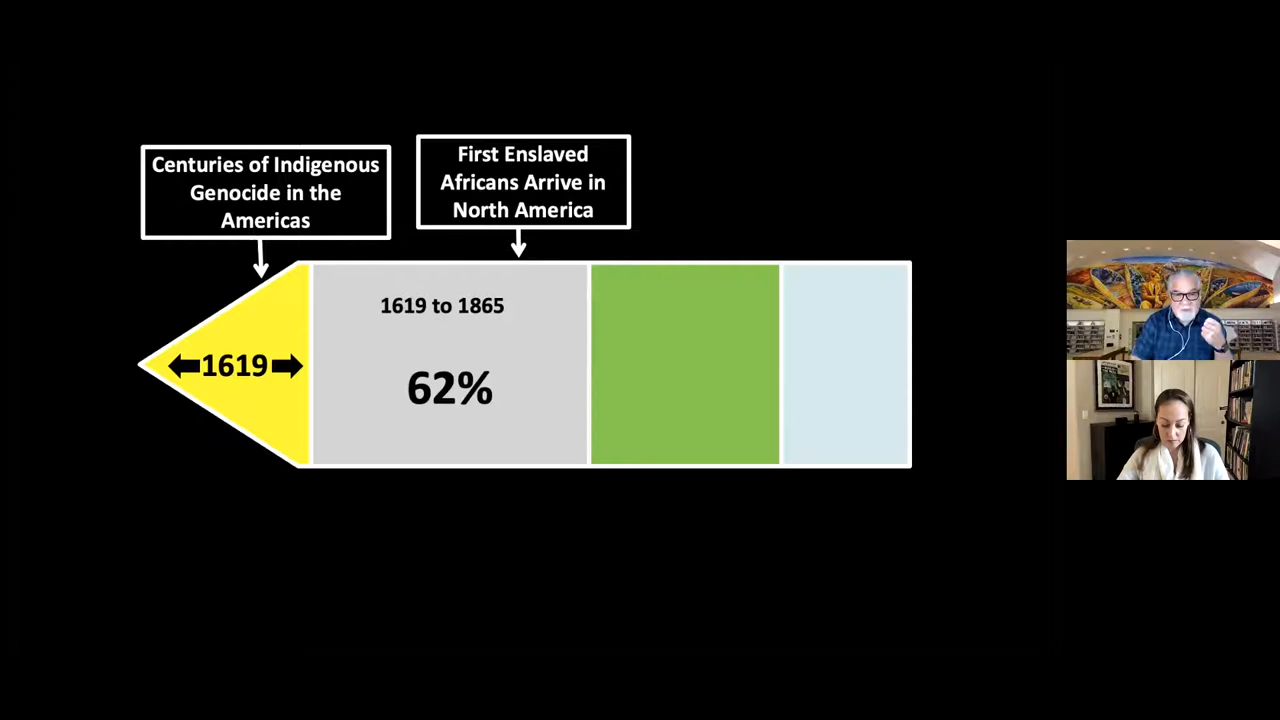 Centuries of Indigenous
Genocide in the
Americas
First Enslaved
Africans Arrive in
North America
1619
1619 to 1865
62%